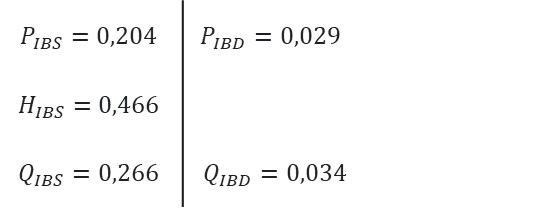 P_IBS = 0,204 P_IBD = 0,029
H_IBS = 0,466
Q_IBS = 0,266 Q_IBD = 0,034